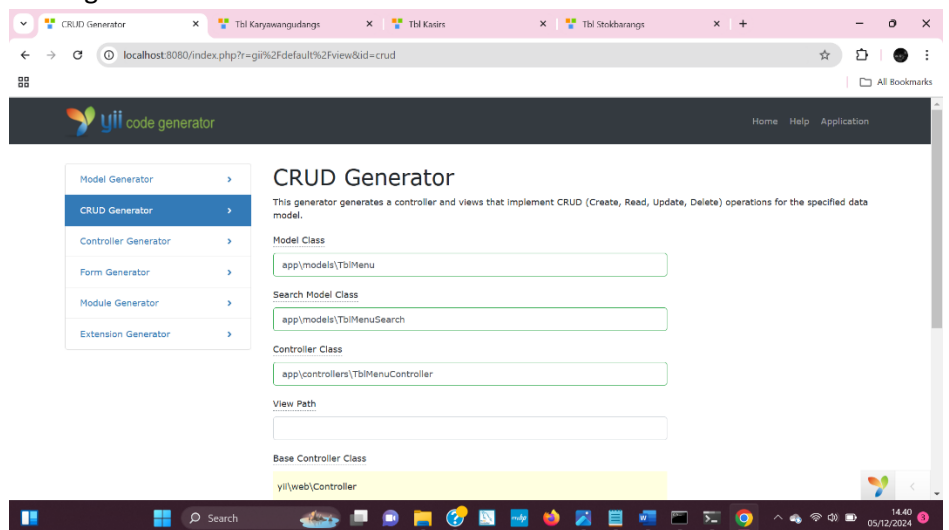 CRUD Generator
Tbl Karyawangudangs
Tbl Kasirs
Tbl Stokbarangs
localhost:8080/index.php?r=gii%2Fdefault%2Fview&id=crud
All Bookmarks
yii code generator
Home Help Application
Model Generator
CRUD Generator
Controller Generator
Form Generator
Module Generator
Extension Generator
CRUD Generator
This generator generates a controller and views that implement CRUD (Create, Read, Update, Delete) operations for the specified data
model.
Model Class
app\models\TblMenu
Search Model Class
app\models\TblMenuSearch
Controller Class
app\controllers\TblMenuController
View Path
Base Controller Class
yii\web\Controller
Search
14.40
05/12/2024
3